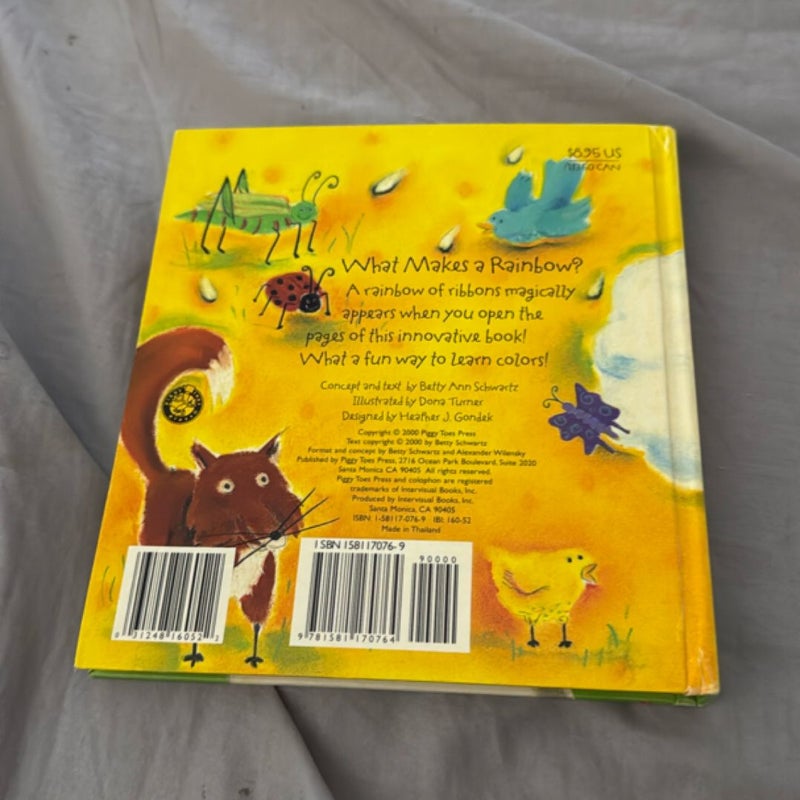 $8.95 US
What Makes a Rainbow?
A rainbow of ribbons magically
appears when you open the
pages of this innovative book!
What a fun way to learn colors!
Concept and text by Betty Ann Schwartz
Illustrated by Dona Turner
Designed by Heather J. Gondek
Copyright © 2000 Piggy Toes Press
Text copyright © 2000 by Betty Schwartz
Format and concept by Betty Schwartz and Alexander Wilensky
Published by Piggy Toes Press, 2716 Ocean Park Boulevard, Suite 2020
Santa Monica CA 90405 All rights reserved.
Piggy Toes Press and colophon are registered
trademarks of Intervisual Books, Inc.
Produced by Intervisual Books, Inc.
Santa Monica, CA 90405
ISBN: 1-58117-076-9 IBI: 160-52
Made in Thailand
0 31248 16052 2
ISBN 158117076-9
90000
9 781581 170764